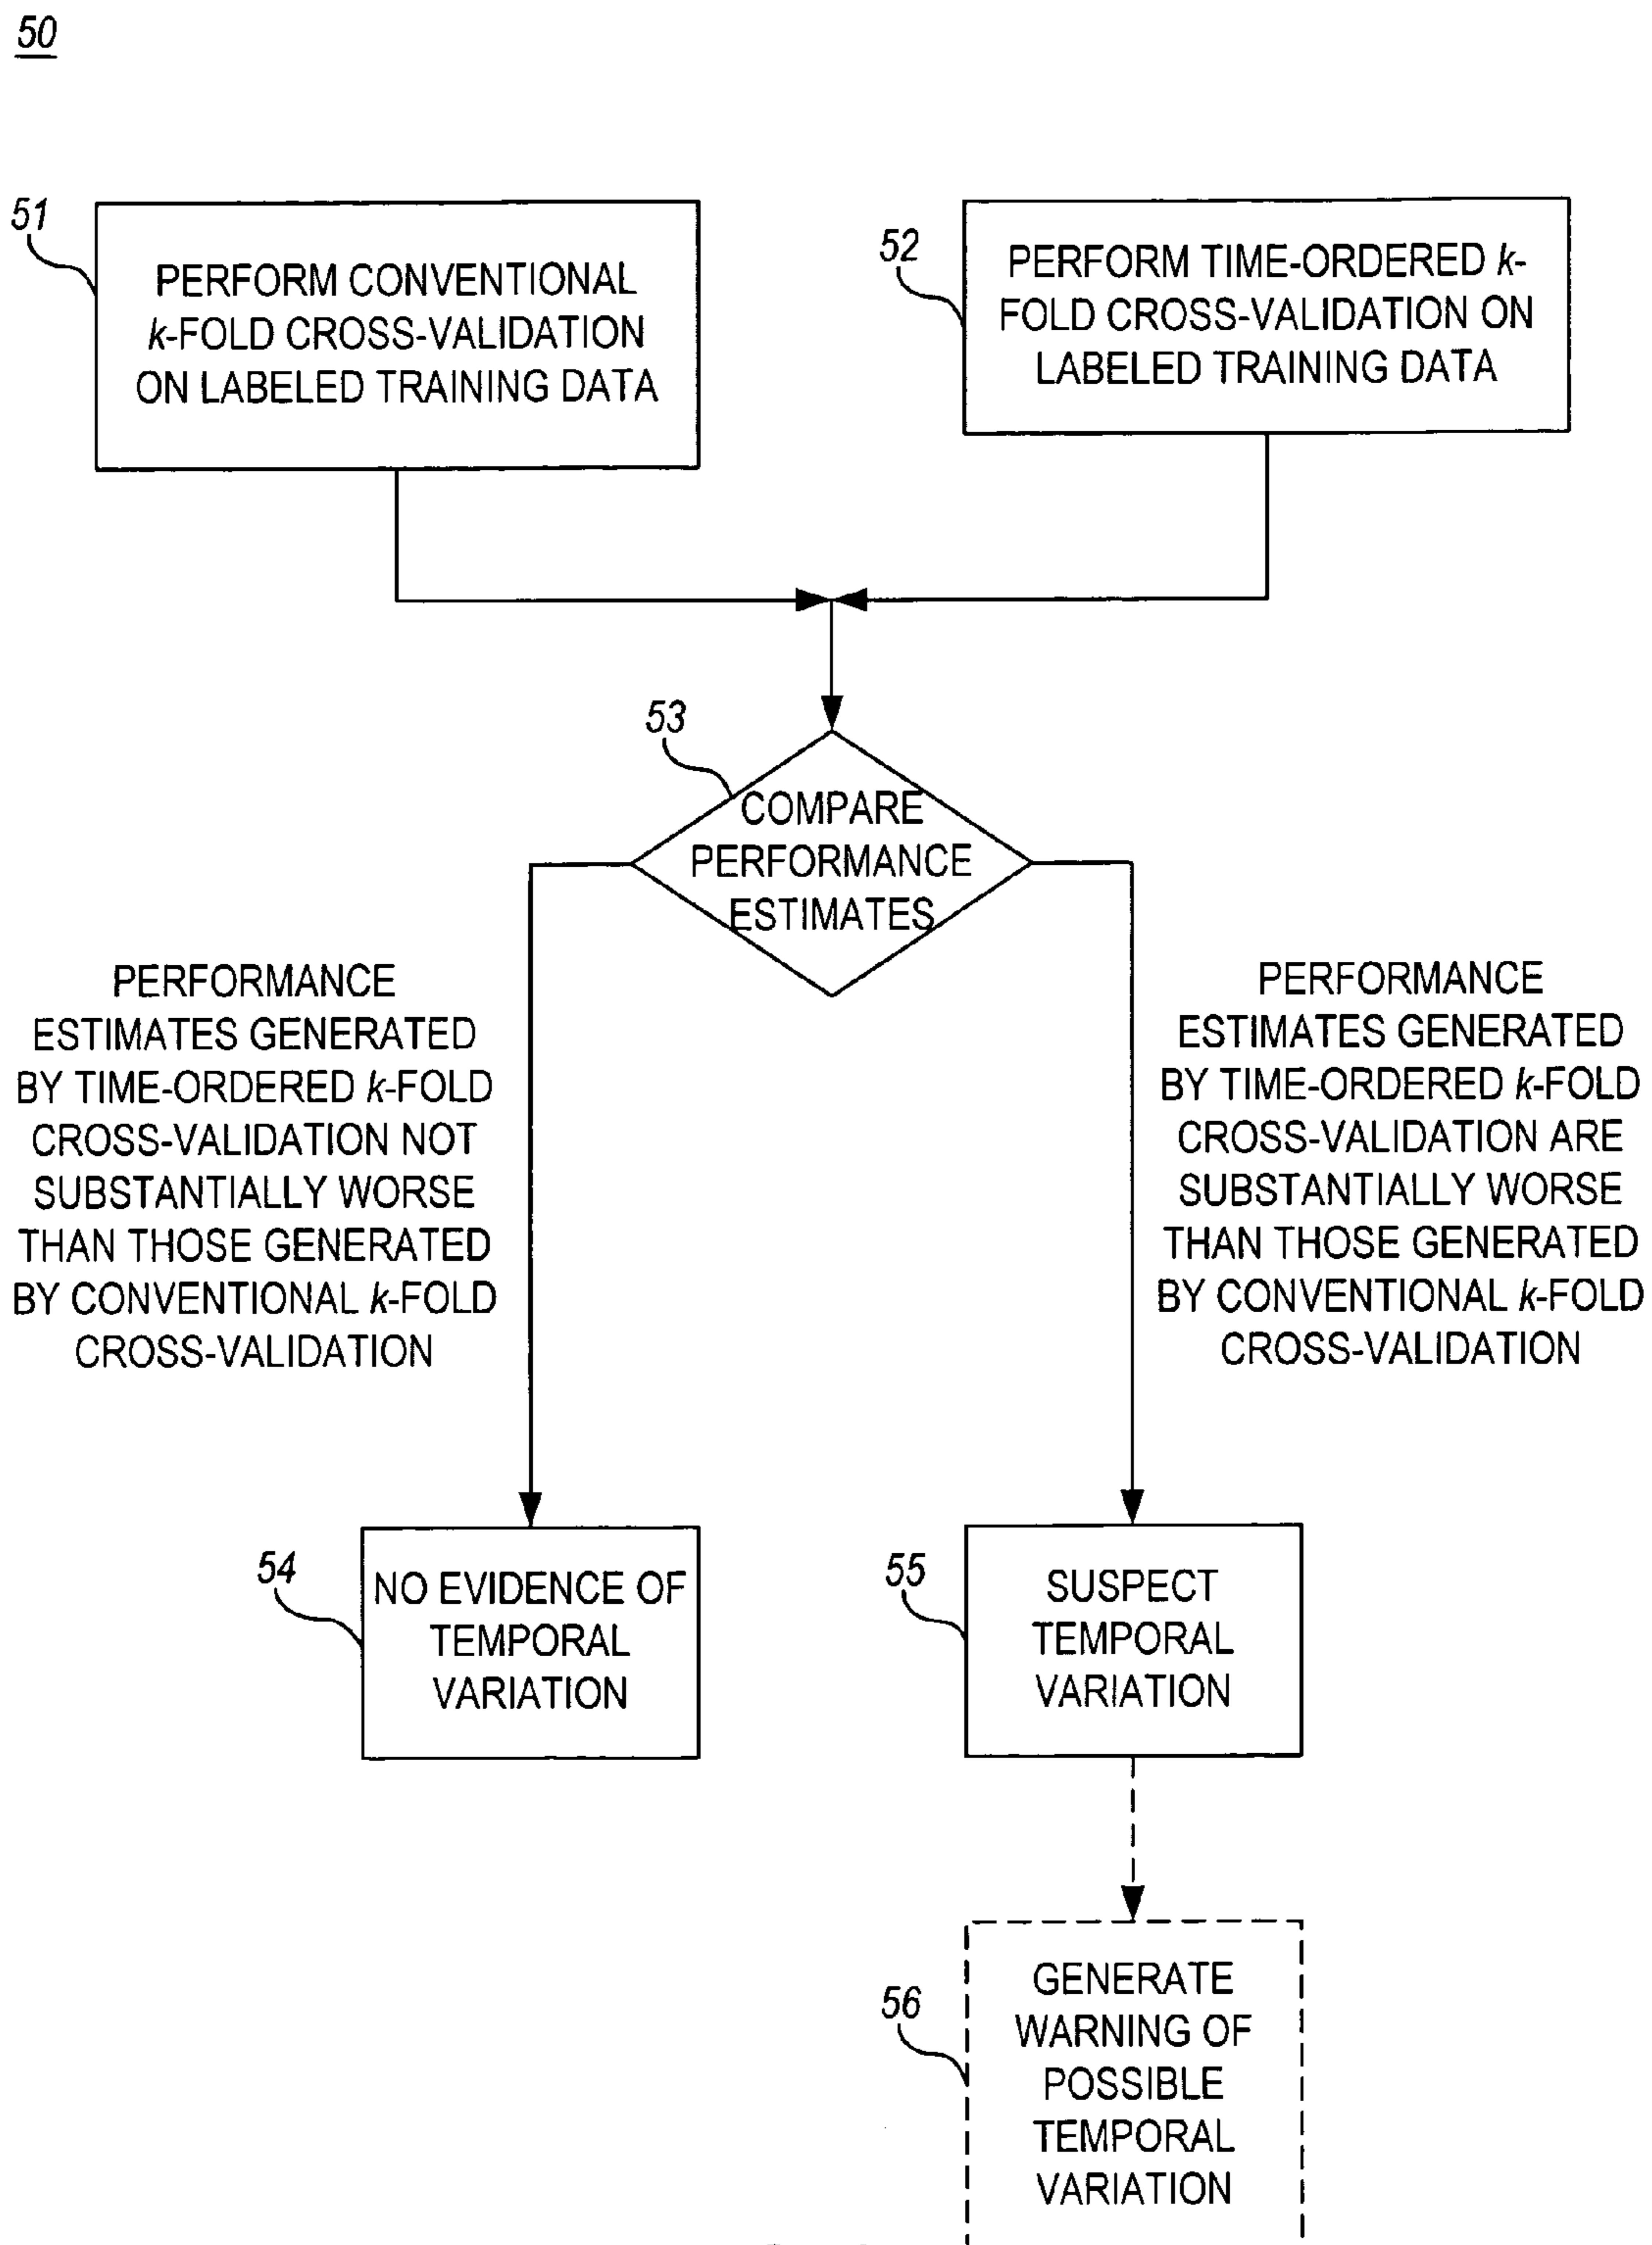 50
51
PERFORM CONVENTIONAL
k-FOLD CROSS-VALIDATION
ON LABELED TRAINING DATA
52
PERFORM TIME-ORDERED k-
FOLD CROSS-VALIDATION ON
LABELED TRAINING DATA
53
COMPARE
PERFORMANCE
ESTIMATES
PERFORMANCE
ESTIMATES GENERATED
BY TIME-ORDERED k-FOLD
CROSS-VALIDATION NOT
SUBSTANTIALLY WORSE
THAN THOSE GENERATED
BY CONVENTIONAL k-FOLD
CROSS-VALIDATION
PERFORMANCE
ESTIMATES GENERATED
BY TIME-ORDERED k-FOLD
CROSS-VALIDATION ARE
SUBSTANTIALLY WORSE
THAN THOSE GENERATED
BY CONVENTIONAL k-FOLD
CROSS-VALIDATION
54
NO EVIDENCE OF
TEMPORAL
VARIATION
55
SUSPECT
TEMPORAL
VARIATION
56
GENERATE
WARNING OF
POSSIBLE
TEMPORAL
VARIATION